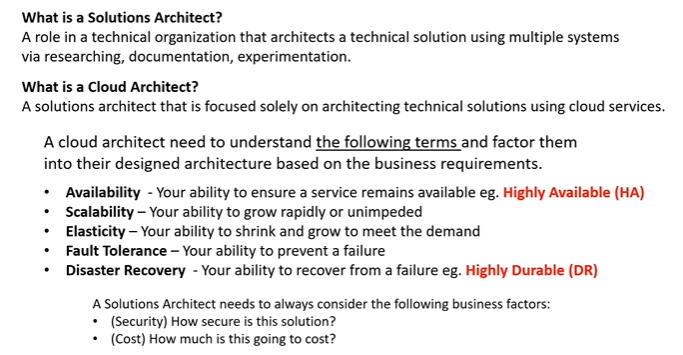 What is a Solutions Architect?
A role in a technical organization that architects a technical solution using multiple systems
via researching, documentation, experimentation.
What is a Cloud Architect?
A solutions architect that is focused solely on architecting technical solutions using cloud services.
A cloud architect need to understand the following terms and factor them
into their designed architecture based on the business requirements.
• Availability - Your ability to ensure a service remains available eg. Highly Available (HA)
• Scalability – Your ability to grow rapidly or unimpeded
• Elasticity – Your ability to shrink and grow to meet the demand
• Fault Tolerance – Your ability to prevent a failure
• Disaster Recovery - Your ability to recover from a failure eg. Highly Durable (DR)
A Solutions Architect needs to always consider the following business factors:
• (Security) How secure is this solution?
• (Cost) How much is this going to cost?